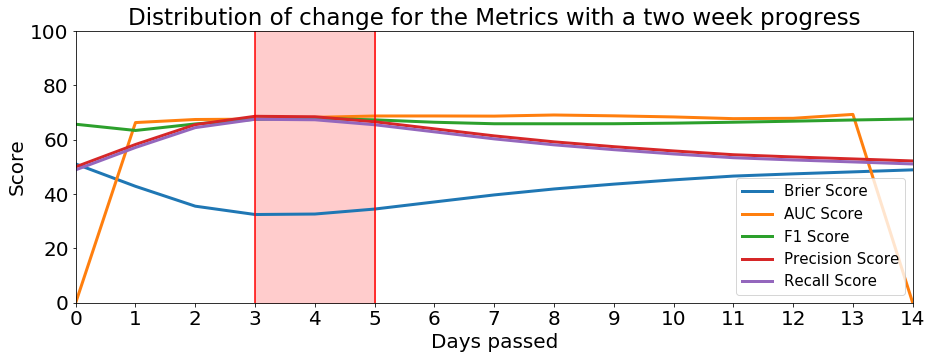 Distribution of change for the Metrics with a two week progress
100
80
60
40
20
0
Score
0 1 2 3 4 5 6 7 8 9 10 11 12 13 14
Days passed
Brier Score
AUC Score
F1 Score
Precision Score
Recall Score